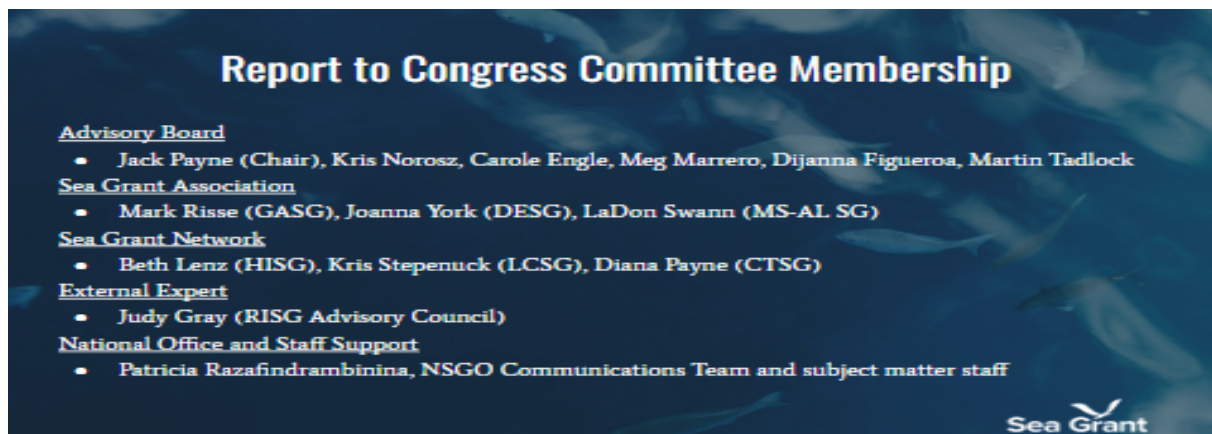 Report to Congress Committee Membership
Advisory Board
• Jack Payne (Chair), Kris Norosz, Carole Engle, Meg Marrero, Dijanna Figueroa, Martin Tadlock
Sea Grant Association
• Mark Risse (GASG), Joanna York (DESG), LaDon Swann (MS-AL SG)
Sea Grant Network
• Beth Lenz (HISG), Kris Stepenuck (LCSG), Diana Payne (CTSG)
External Expert
• Judy Gray (RISG Advisory Council)
National Office and Staff Support
• Patricia Razafindrambinina, NSGO Communications Team and subject matter staff
Sea Grant